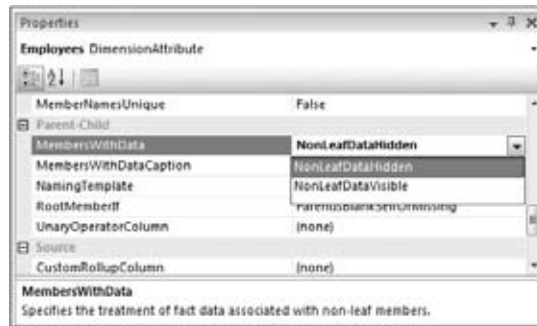 Properties
Employees DimensionAttribute
MemberNamesUnique False
Parent-Child
MembersWithData NonLeafDataHidden
MembersWithDataCaption NonLeafDataHidden
NamingTemplate NonLeafDataVisible
RootMemberIf ParentIsBlankSelfOrMissing
UnaryOperatorColumn (none)
Source
CustomRollupColumn (none)
MembersWithData
Specifies the treatment of fact data associated with non-leaf members.